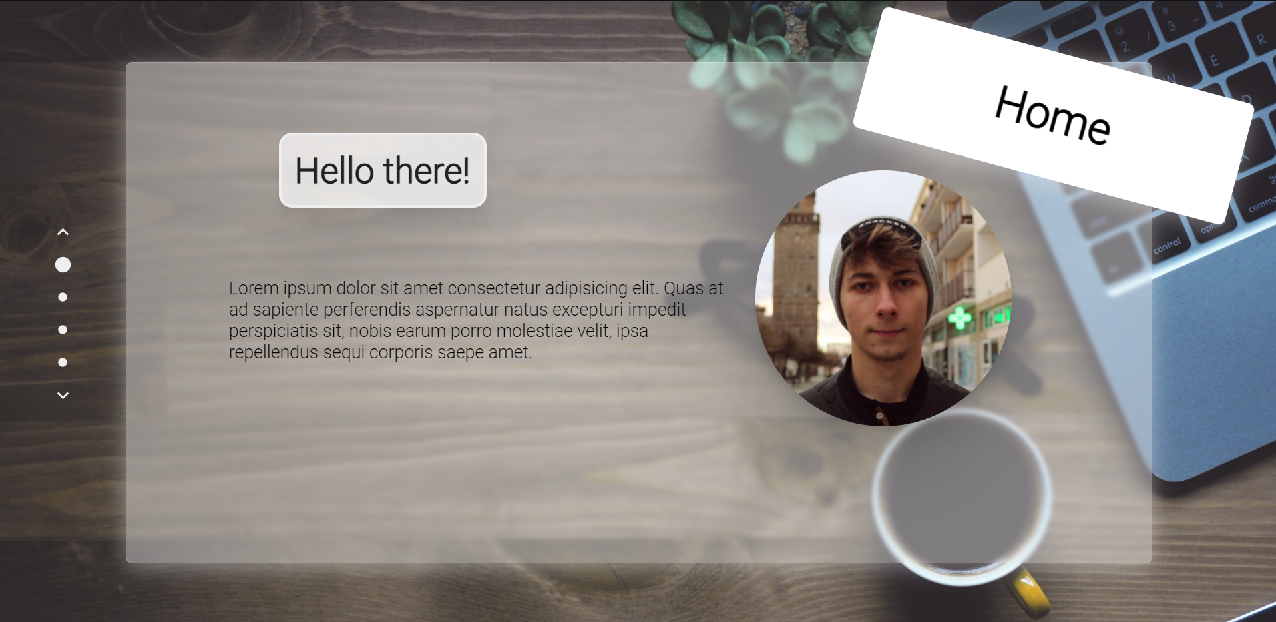 Home
Hello there!
Lorem ipsum dolor sit amet consectetur adipisicing elit. Quas at
ad sapiente perferendis aspernatur natus excepturi impedit
perspiciatis sit, nobis earum porro molestiae velit, ipsa
repellendus sequi corporis saepe amet.
control